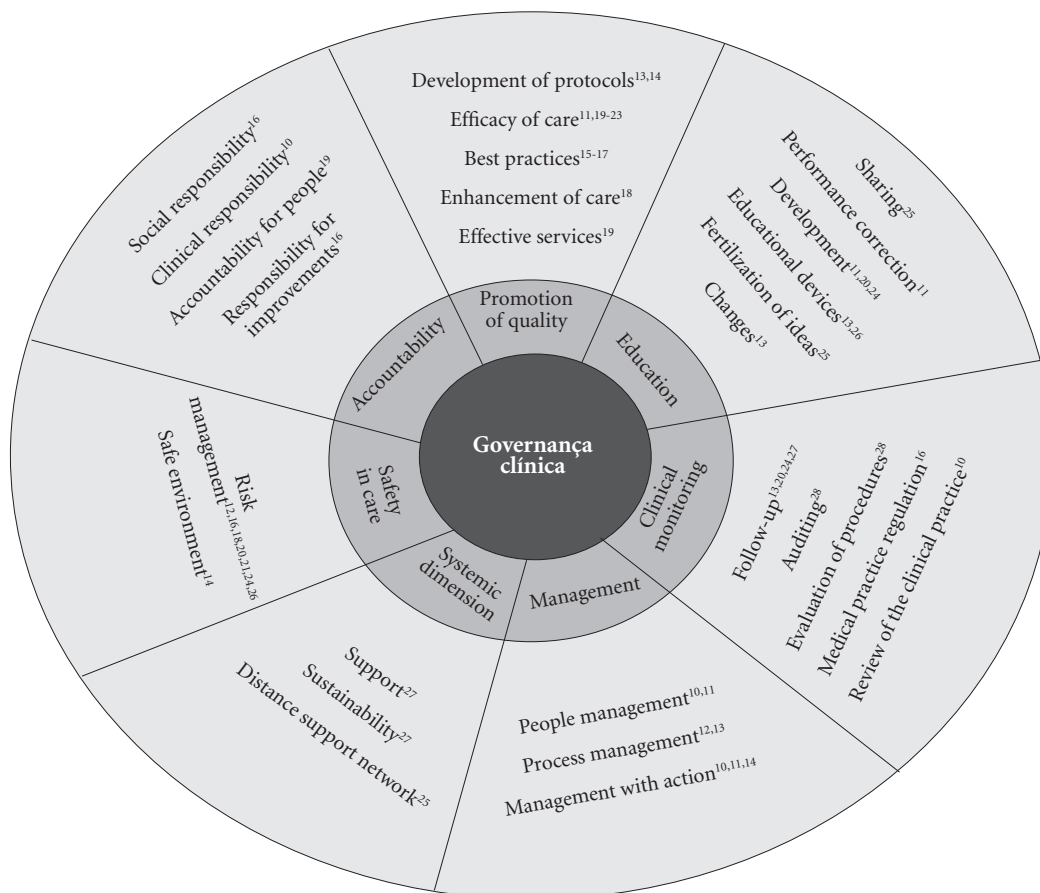 Development of protocols13,14
Efficacy of care11,19-23
Best practices15-17
Enhancement of care18
Effective services19
Promotion
of quality
Sharing25
Performance correction11
Development11,20,24
Educational devices13,26
Fertilization of ideas25
Changes13
Education
Follow-up13,20,24,27
Auditing28
Evaluation of procedures28
Medical practice regulation16
Review of the clinical practice10
Clinical
monitoring
People management10,11
Process management12,13
Management with action10,11,14
Management
Support27
Sustainability27
Distance support network25
Systemic
dimension
Risk
management12,16,18,20,21,24,26
Safe environment14
Safety
in care
Social responsibility16
Clinical responsibility10
Accountability for people19
Responsibility for
improvements16
Accountability
Governança
clínica